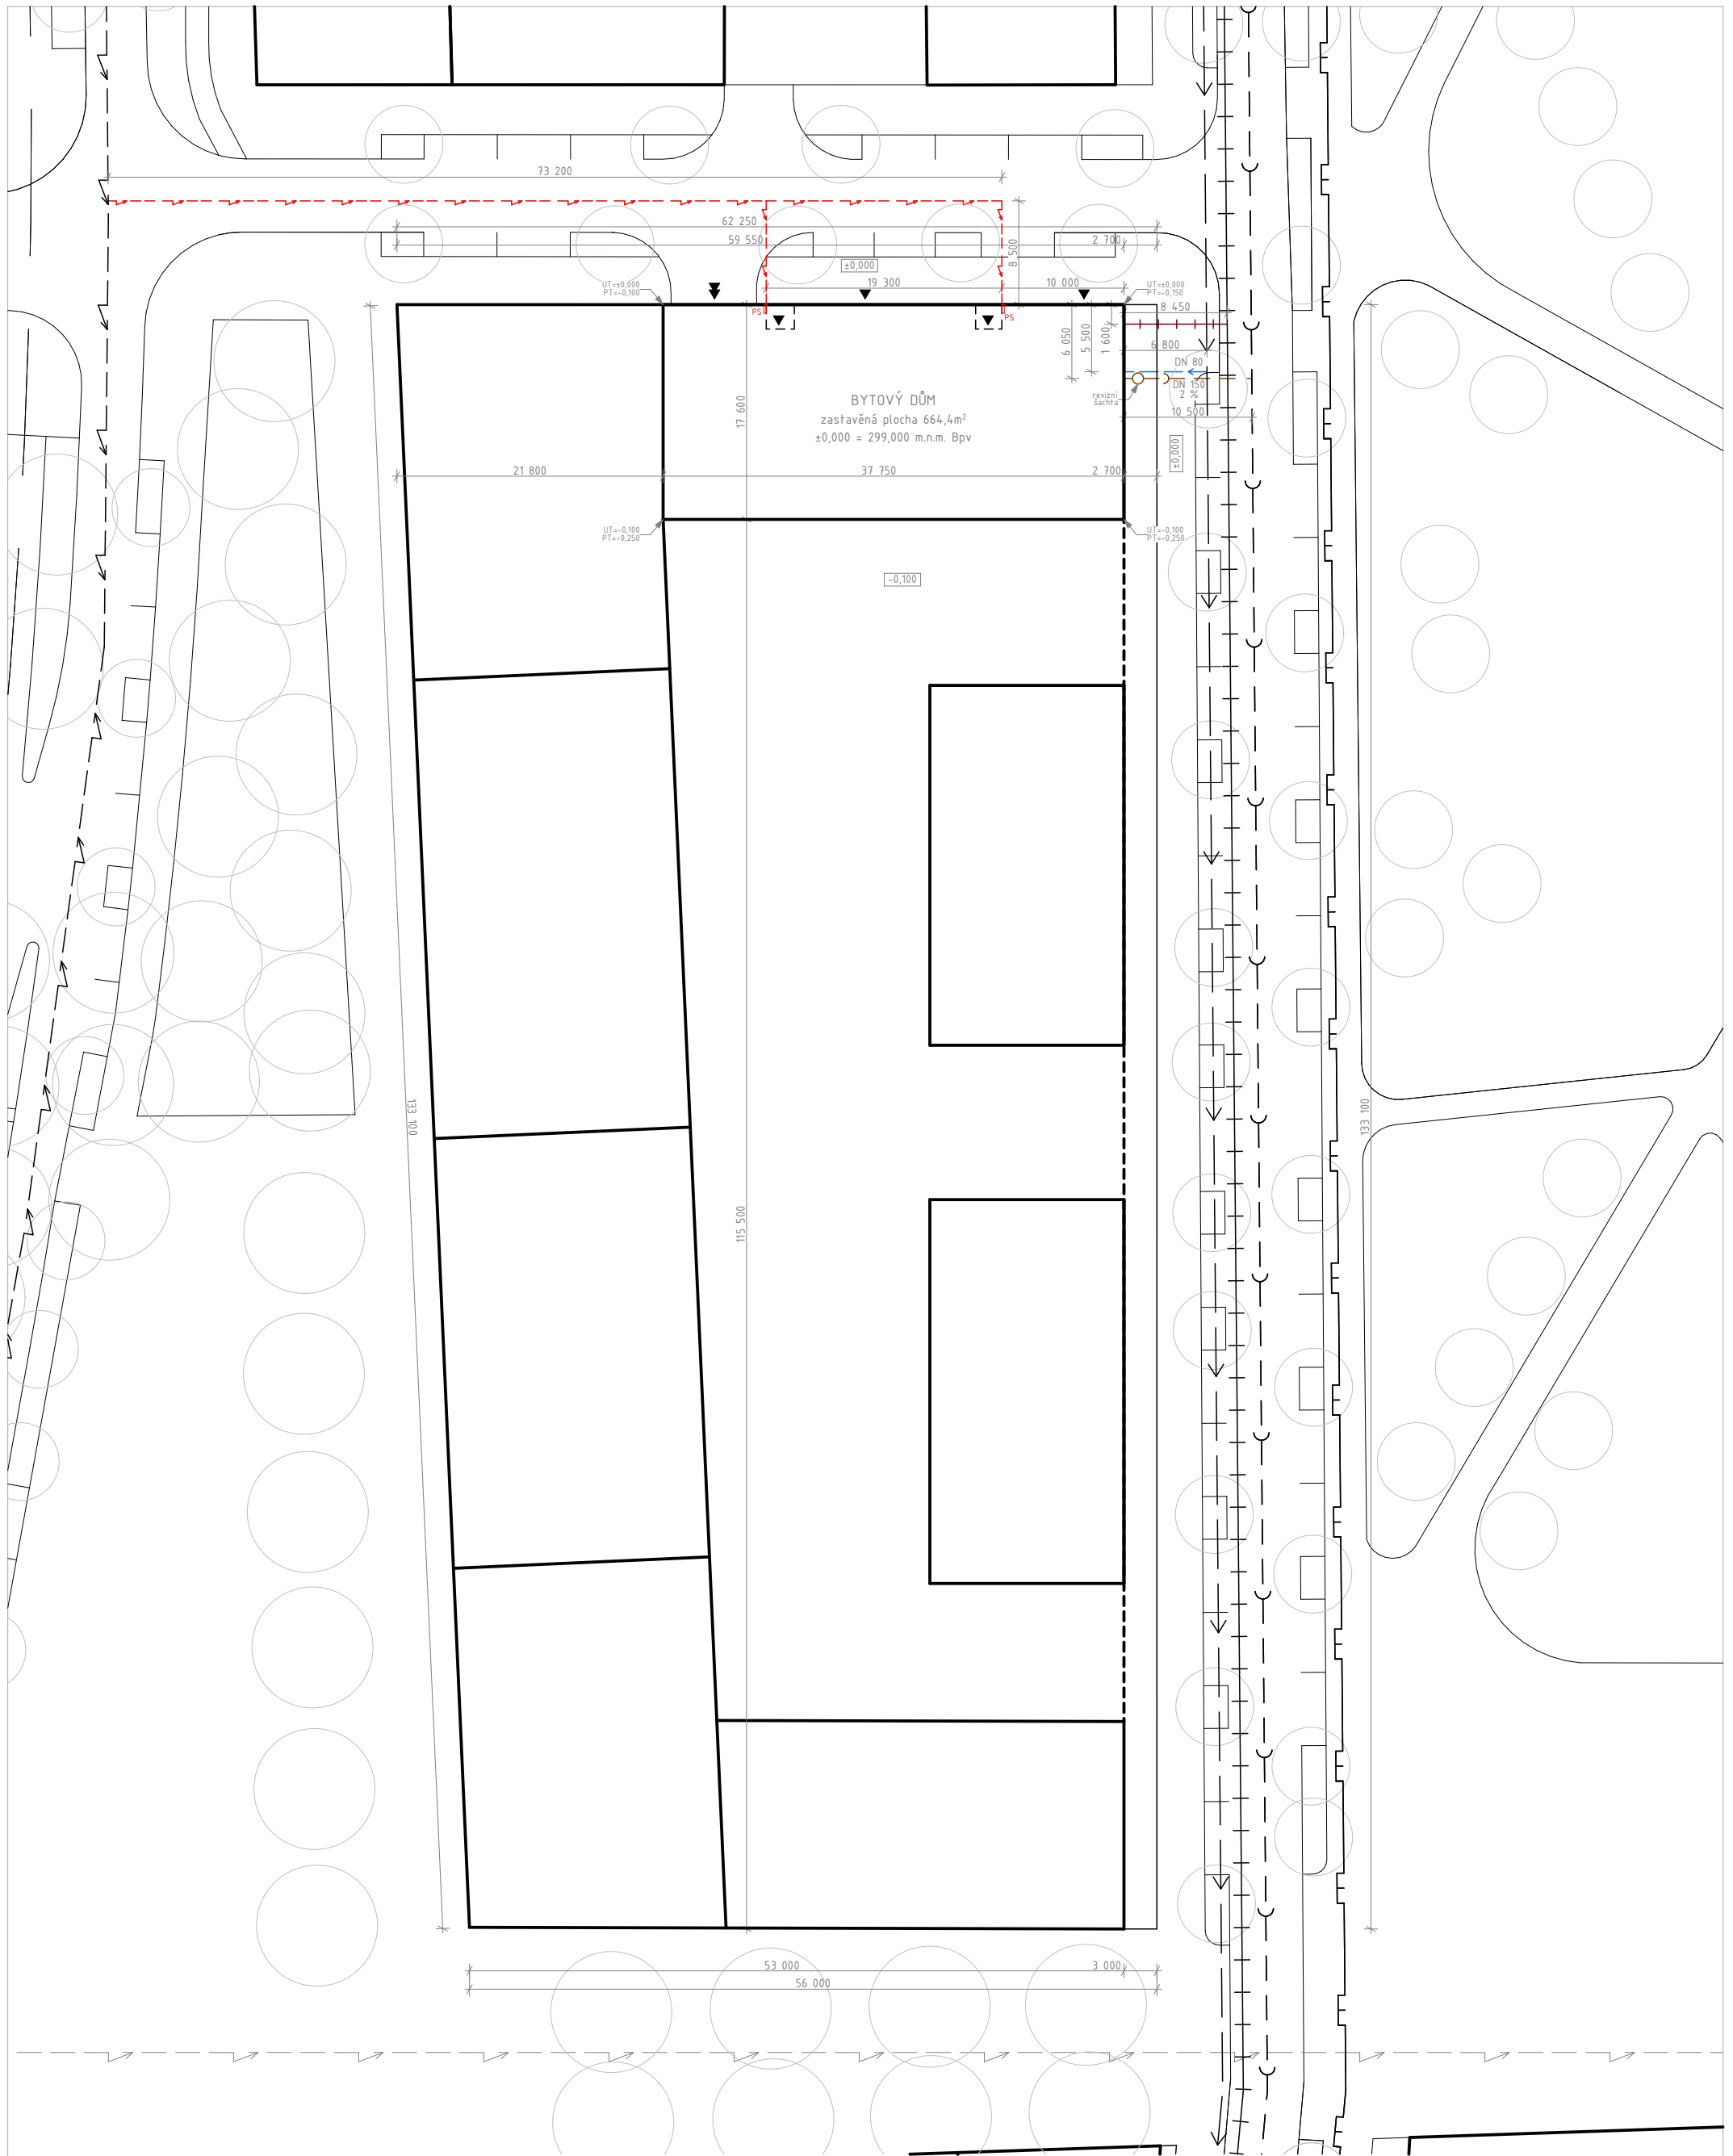 73 200
62 250
59 550
2 700
8 500
±0,000
19 300
10 000
UT=±0,000
PT=-0,100
UT=±0,000
PT=-0,150
PS
PS
8 450
6 050
5 500
1 600
6 800
DN 80
DN 150
2 %
revizní
šachta
10 500
BYTOVÝ DŮM
zastavěná plocha 664,4m²
±0,000 = 299,000 m.n.m. Bpv
17 600
±0,000
21 800
37 750
2 700
UT=-0,100
PT=-0,250
UT=-0,100
PT=-0,250
-0,100
133 100
133 100
115 500
53 000
3 000
56 000